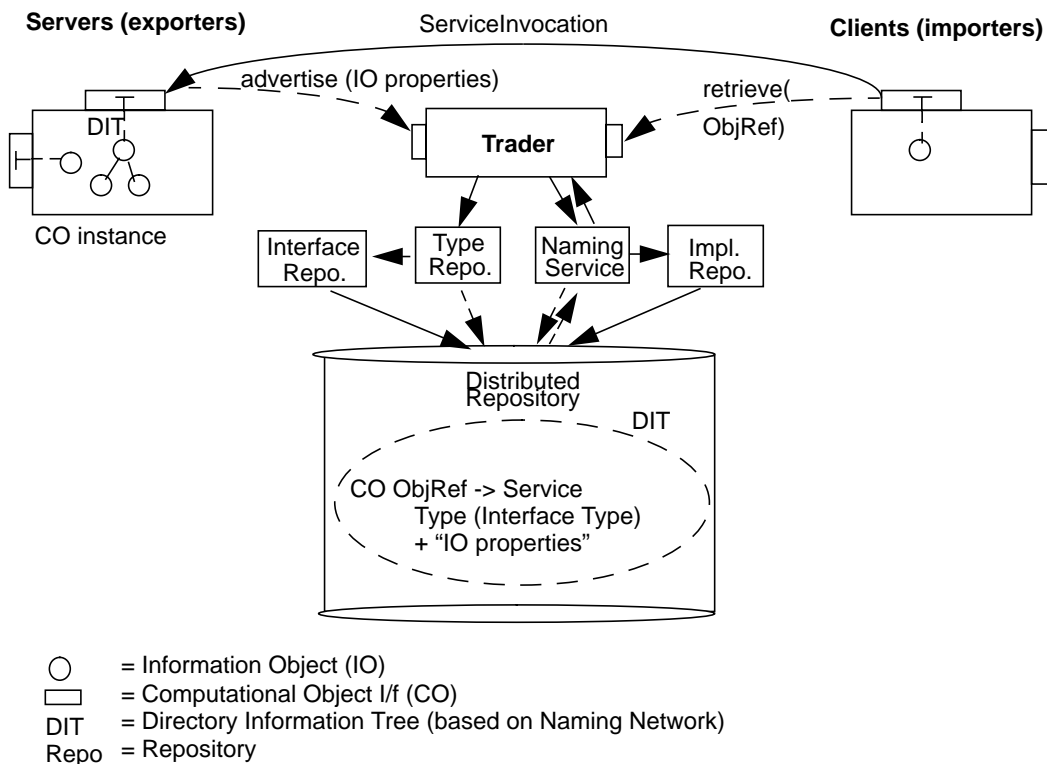 Servers (exporters)
ServiceInvocation
Clients (importers)
advertise (IO properties)
retrieve(
ObjRef)
DIT
Trader
CO instance
Interface
Repo.
Type
Repo.
Naming
Service
Impl.
Repo.
Distributed
Repository
DIT
CO ObjRef -> Service
Type (Interface Type)
+ “IO properties”
= Information Object (IO)
= Computational Object I/f (CO)
DIT = Directory Information Tree (based on Naming Network)
Repo = Repository